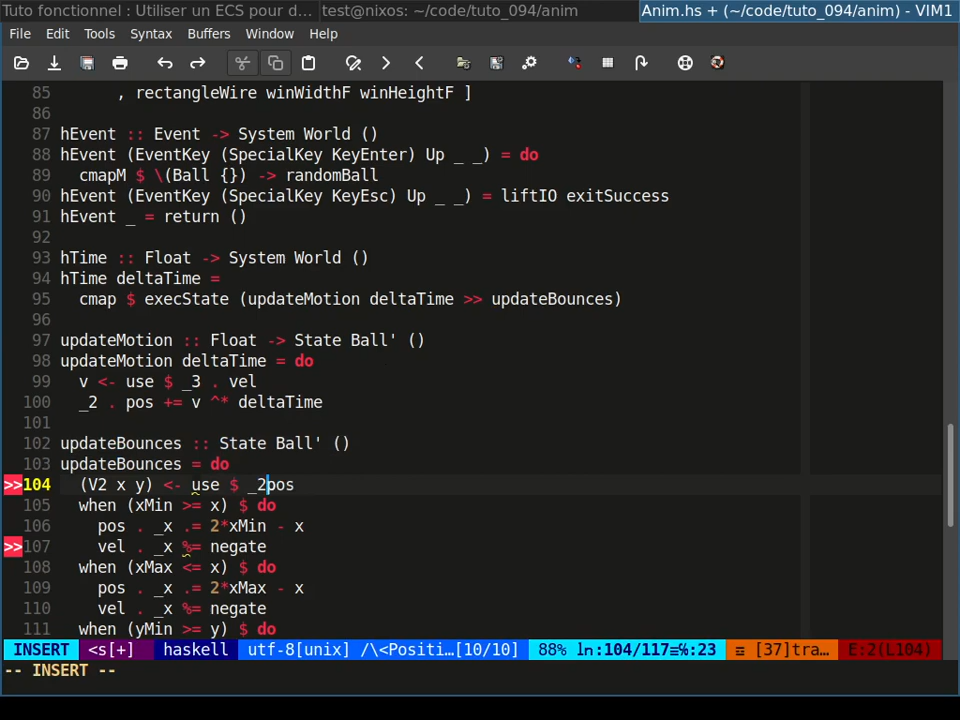 Tuto fonctionnel : Utiliser un ECS pour d… test@nixos: ~/code/tuto_094/anim Anim.hs + (~/code/tuto_094/anim) - VIM1
File Edit Tools Syntax Buffers Window Help
85 , rectangleWire winWidthF winHeightF ]
86
87 hEvent :: Event -> System World ()
88 hEvent (EventKey (SpecialKey KeyEnter) Up _ _) = do
89 cmapM $ \(Ball {}) -> randomBall
90 hEvent (EventKey (SpecialKey KeyEsc) Up _ _) = liftIO exitSuccess
91 hEvent _ = return ()
92
93 hTime :: Float -> System World ()
94 hTime deltaTime =
95 cmap $ execState (updateMotion deltaTime >> updateBounces)
96
97 updateMotion :: Float -> State Ball' ()
98 updateMotion deltaTime = do
99 v <- use $ _3 . vel
100 _2 . pos += v ^* deltaTime
101
102 updateBounces :: State Ball' ()
103 updateBounces = do
>>104 (V2 x y) <- use $ _2pos
105 when (xMin >= x) $ do
106 pos . _x .= 2*xMin - x
>>107 vel . _x %= negate
108 when (xMax <= x) $ do
109 pos . _x .= 2*xMax - x
110 vel . _x %= negate
111 when (yMin >= y) $ do
INSERT <s[+] haskell utf-8[unix] /\<Positi…[10/10] 88% ln:104/117≡℅:23 ☲ [37]tra… E:2(L104)
-- INSERT --